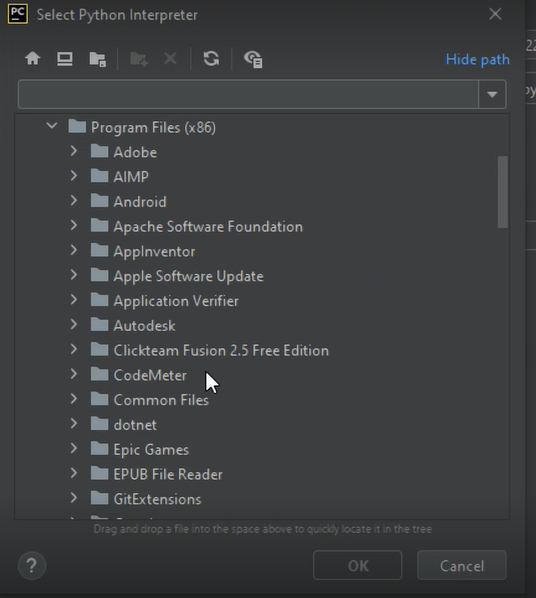 PC Select Python Interpreter
Hide path
Program Files (x86)
Adobe
AIMP
Android
Apache Software Foundation
AppInventor
Apple Software Update
Application Verifier
Autodesk
Clickteam Fusion 2.5 Free Edition
CodeMeter
Common Files
dotnet
Epic Games
EPUB File Reader
GitExtensions
Drag and drop a file into the space above to quickly locate it in the tree
? OK Cancel